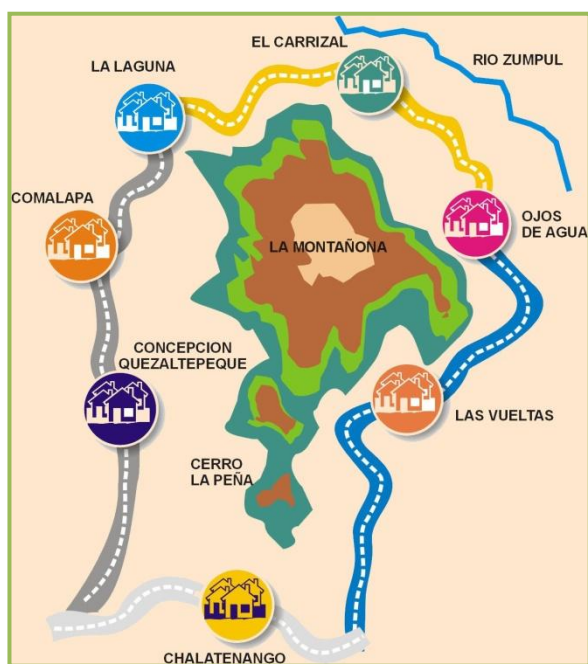 EL CARRIZAL
RIO ZUMPUL
LA LAGUNA
COMALAPA
OJOS
DE AGUA
LA MONTAÑONA
CONCEPCION
QUEZALTEPEQUE
LAS VUELTAS
CERRO
LA PEÑA
CHALATENANGO